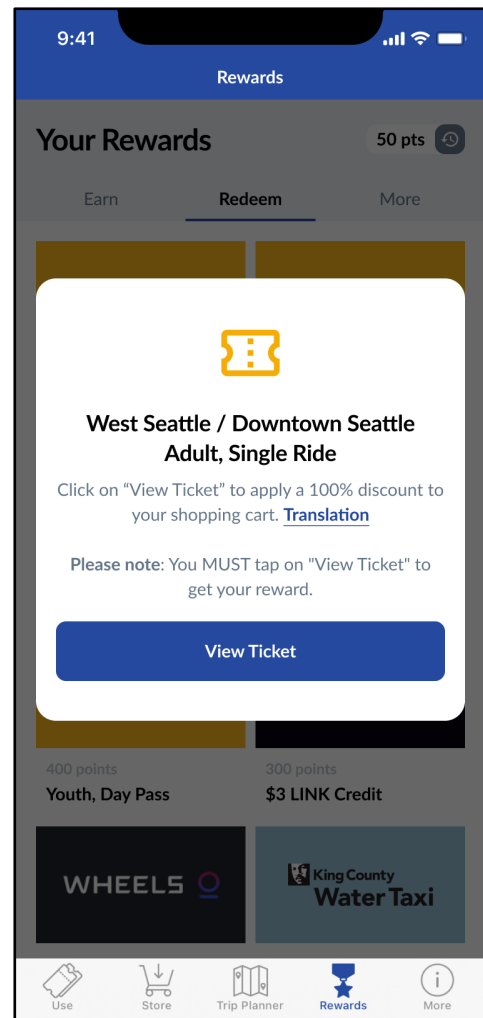 9:41
Rewards
Your Rewards
50 pts
Earn
Redeem
More
West Seattle / Downtown Seattle
Adult, Single Ride
Click on “View Ticket” to apply a 100% discount to
your shopping cart. Translation
Please note: You MUST tap on "View Ticket" to
get your reward.
View Ticket
400 points
Youth, Day Pass
300 points
$3 LINK Credit
WHEELS
King County
Water Taxi
Use
Store
Trip Planner
Rewards
More